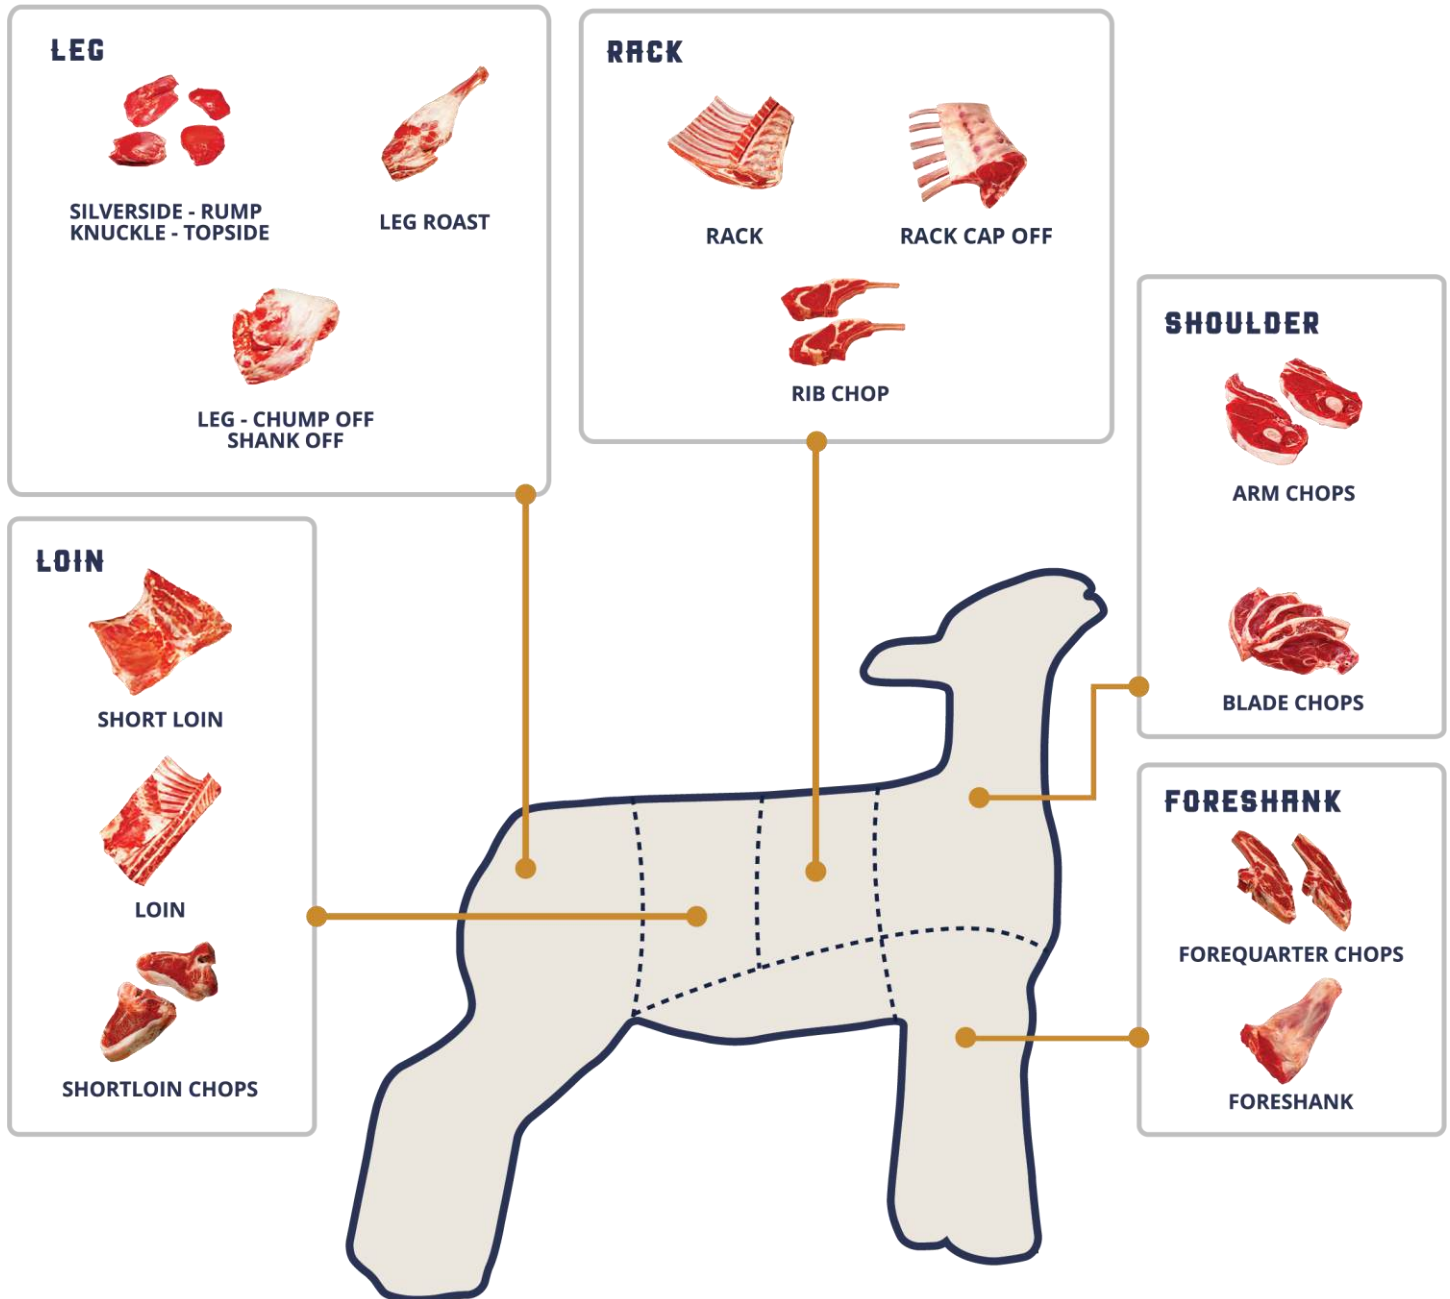 LEG
SILVERSIDE - RUMP
KNUCKLE - TOPSIDE
LEG ROAST
LEG - CHUMP OFF
SHANK OFF
RACK
RACK
RACK CAP OFF
RIB CHOP
SHOULDER
ARM CHOPS
BLADE CHOPS
LOIN
SHORT LOIN
LOIN
SHORTLOIN CHOPS
FORESHANK
FOREQUARTER CHOPS
FORESHANK